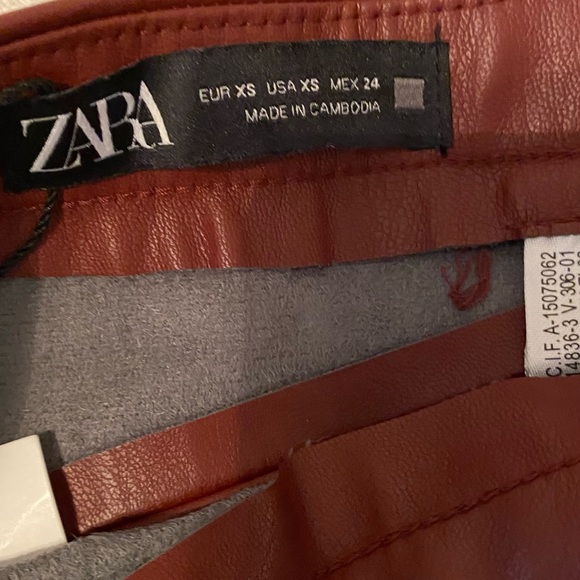 ZARA
EUR XS USA XS MEX 24
MADE IN CAMBODIA
C.I.F. A-15075062
14836-3 V-306-01